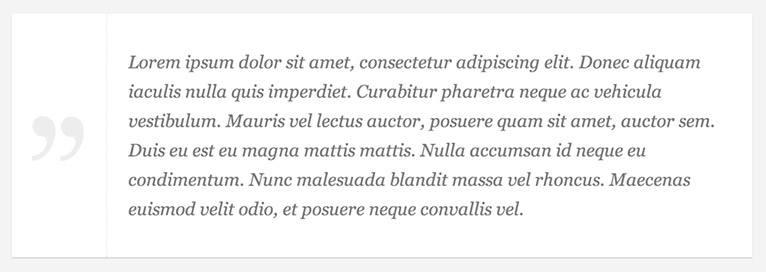 ”
Lorem ipsum dolor sit amet, consectetur adipiscing elit. Donec aliquam
iaculis nulla quis imperdiet. Curabitur pharetra neque ac vehicula
vestibulum. Mauris vel lectus auctor, posuere quam sit amet, auctor sem.
Duis eu est eu magna mattis mattis. Nulla accumsan id neque eu
condimentum. Nunc malesuada blandit massa vel rhoncus. Maecenas
euismod velit odio, et posuere neque convallis vel.